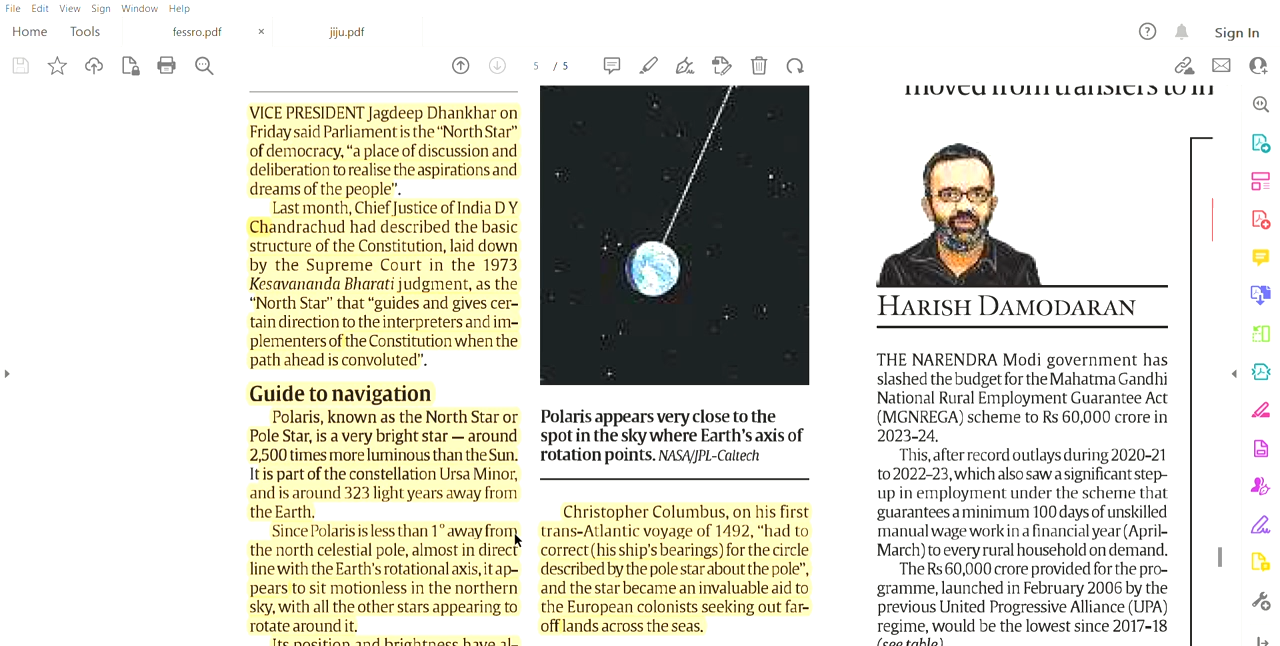 File Edit View Sign Window Help
Home Tools fessro.pdf × jiju.pdf Sign In
5 / 5
VICE PRESIDENT Jagdeep Dhankhar on
Friday said Parliament is the “North Star”
of democracy, “a place of discussion and
deliberation to realise the aspirations and
dreams of the people”.
Last month, Chief Justice of India D Y
Chandrachud had described the basic
structure of the Constitution, laid down
by the Supreme Court in the 1973
Kesavananda Bharati judgment, as the
“North Star” that “guides and gives cer-
tain direction to the interpreters and im-
plementers of the Constitution when the
path ahead is convoluted”.
Guide to navigation
Polaris, known as the North Star or
Pole Star, is a very bright star — around
2,500 times more luminous than the Sun.
It is part of the constellation Ursa Minor,
and is around 323 light years away from
the Earth.
Since Polaris is less than 1° away from
the north celestial pole, almost in direct
line with the Earth's rotational axis, it ap-
pears to sit motionless in the northern
sky, with all the other stars appearing to
rotate around it.
Its position and brightness have al-
Polaris appears very close to the
spot in the sky where Earth's axis of
rotation points. NASA/JPL-Caltech
Christopher Columbus, on his first
trans-Atlantic voyage of 1492, “had to
correct (his ship's bearings) for the circle
described by the pole star about the pole”,
and the star became an invaluable aid to
the European colonists seeking out far-
off lands across the seas.
moved from transfers to in
HARISH DAMODARAN
THE NARENDRA Modi government has
slashed the budget for the Mahatma Gandhi
National Rural Employment Guarantee Act
(MGNREGA) scheme to Rs 60,000 crore in
2023-24.
This, after record outlays during 2020-21
to 2022-23, which also saw a significant step-
up in employment under the scheme that
guarantees a minimum 100 days of unskilled
manual wage work in a financial year (April-
March) to every rural household on demand.
The Rs 60,000 crore provided for the pro-
gramme, launched in February 2006 by the
previous United Progressive Alliance (UPA)
regime, would be the lowest since 2017-18
(see table)